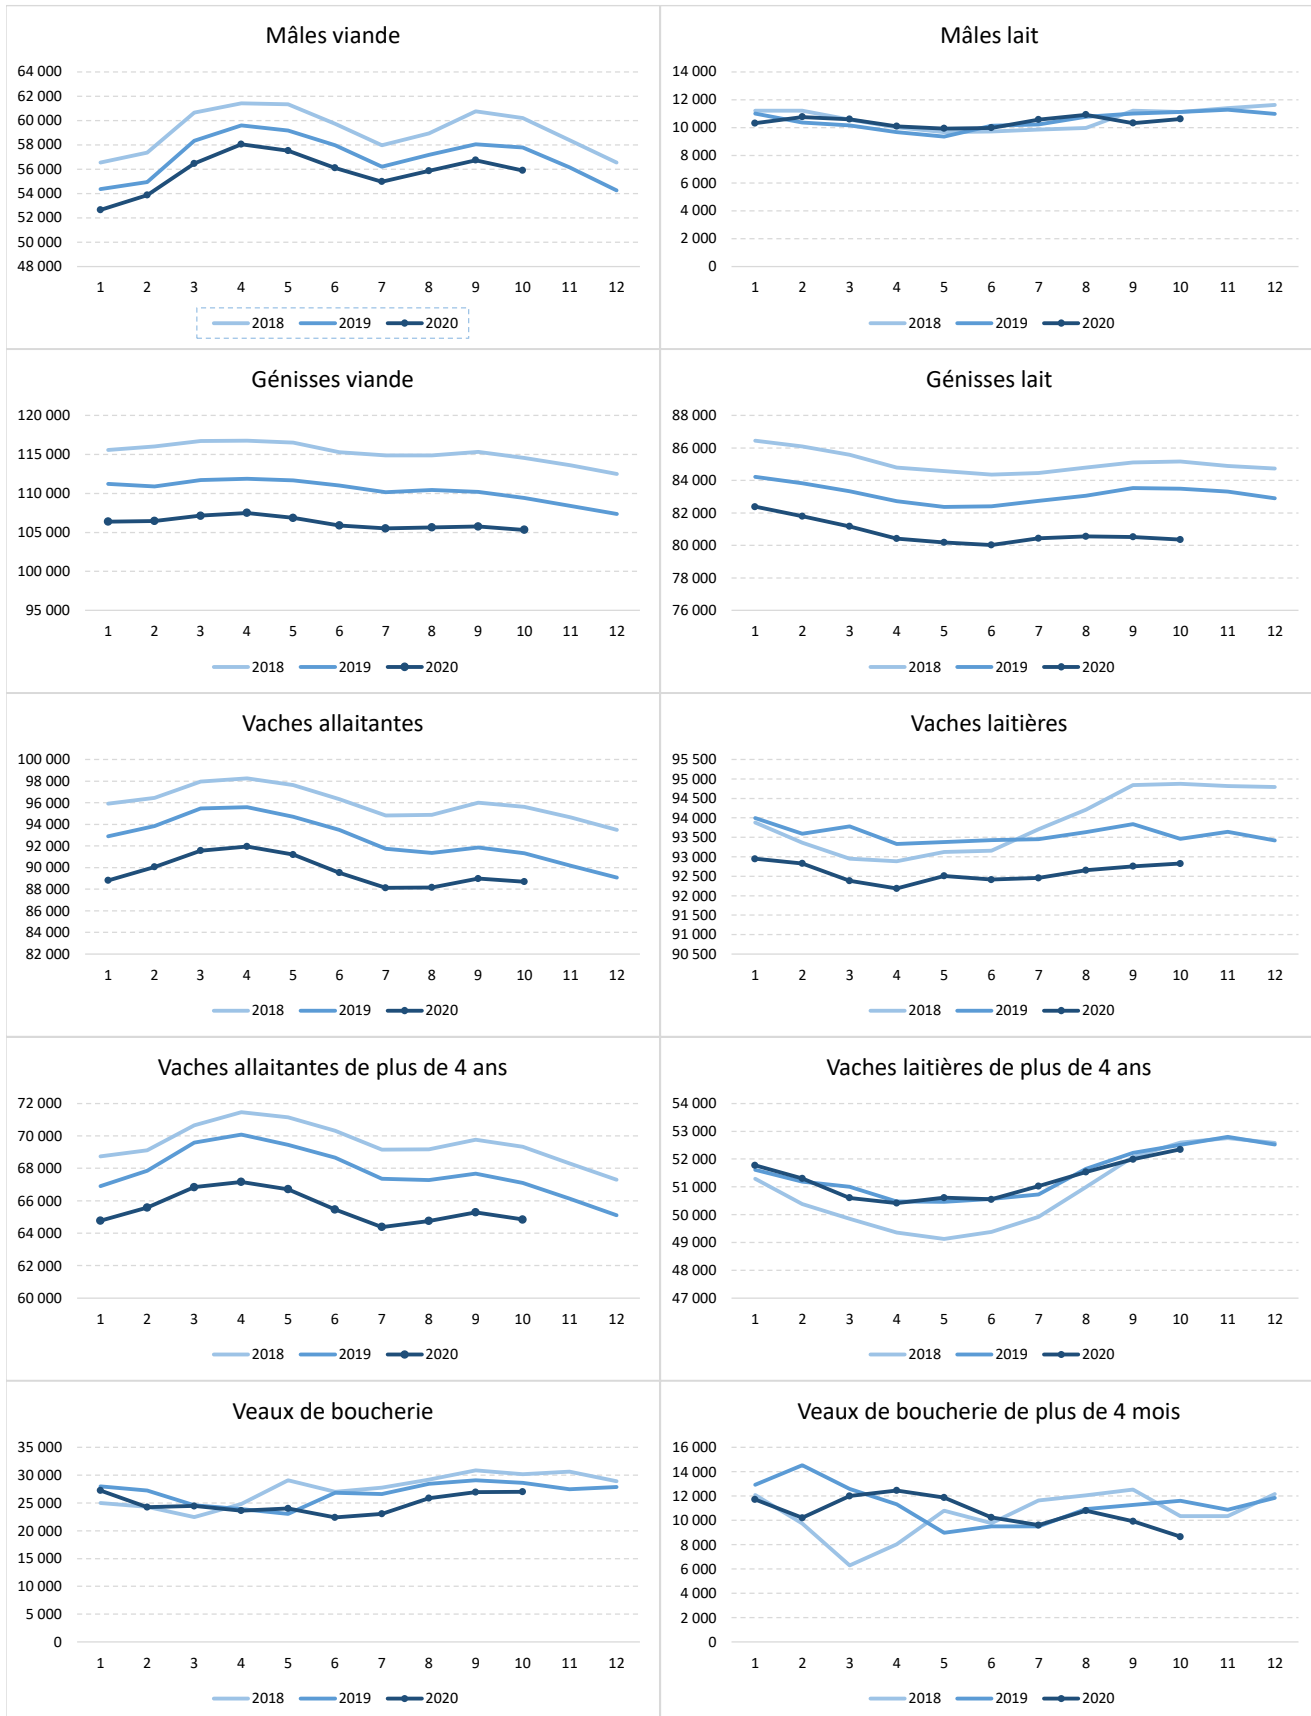 Mâles viande
64 000
62 000
60 000
58 000
56 000
54 000
52 000
50 000
48 000
1 2 3 4 5 6 7 8 9 10 11 12
2018 2019 2020
Mâles lait
14 000
12 000
10 000
8 000
6 000
4 000
2 000
0
1 2 3 4 5 6 7 8 9 10 11 12
2018 2019 2020
Génisses viande
120 000
115 000
110 000
105 000
100 000
95 000
1 2 3 4 5 6 7 8 9 10 11 12
2018 2019 2020
Génisses lait
88 000
86 000
84 000
82 000
80 000
78 000
76 000
1 2 3 4 5 6 7 8 9 10 11 12
2018 2019 2020
Vaches allaitantes
100 000
98 000
96 000
94 000
92 000
90 000
88 000
86 000
84 000
82 000
1 2 3 4 5 6 7 8 9 10 11 12
2018 2019 2020
Vaches laitières
95 500
95 000
94 500
94 000
93 500
93 000
92 500
92 000
91 500
91 000
90 500
1 2 3 4 5 6 7 8 9 10 11 12
2018 2019 2020
Vaches allaitantes de plus de 4 ans
72 000
70 000
68 000
66 000
64 000
62 000
60 000
1 2 3 4 5 6 7 8 9 10 11 12
2018 2019 2020
Vaches laitières de plus de 4 ans
54 000
53 000
52 000
51 000
50 000
49 000
48 000
47 000
1 2 3 4 5 6 7 8 9 10 11 12
2018 2019 2020
Veaux de boucherie
35 000
30 000
25 000
20 000
15 000
10 000
5 000
0
1 2 3 4 5 6 7 8 9 10 11 12
2018 2019 2020
Veaux de boucherie de plus de 4 mois
16 000
14 000
12 000
10 000
8 000
6 000
4 000
2 000
0
1 2 3 4 5 6 7 8 9 10 11 12
2018 2019 2020